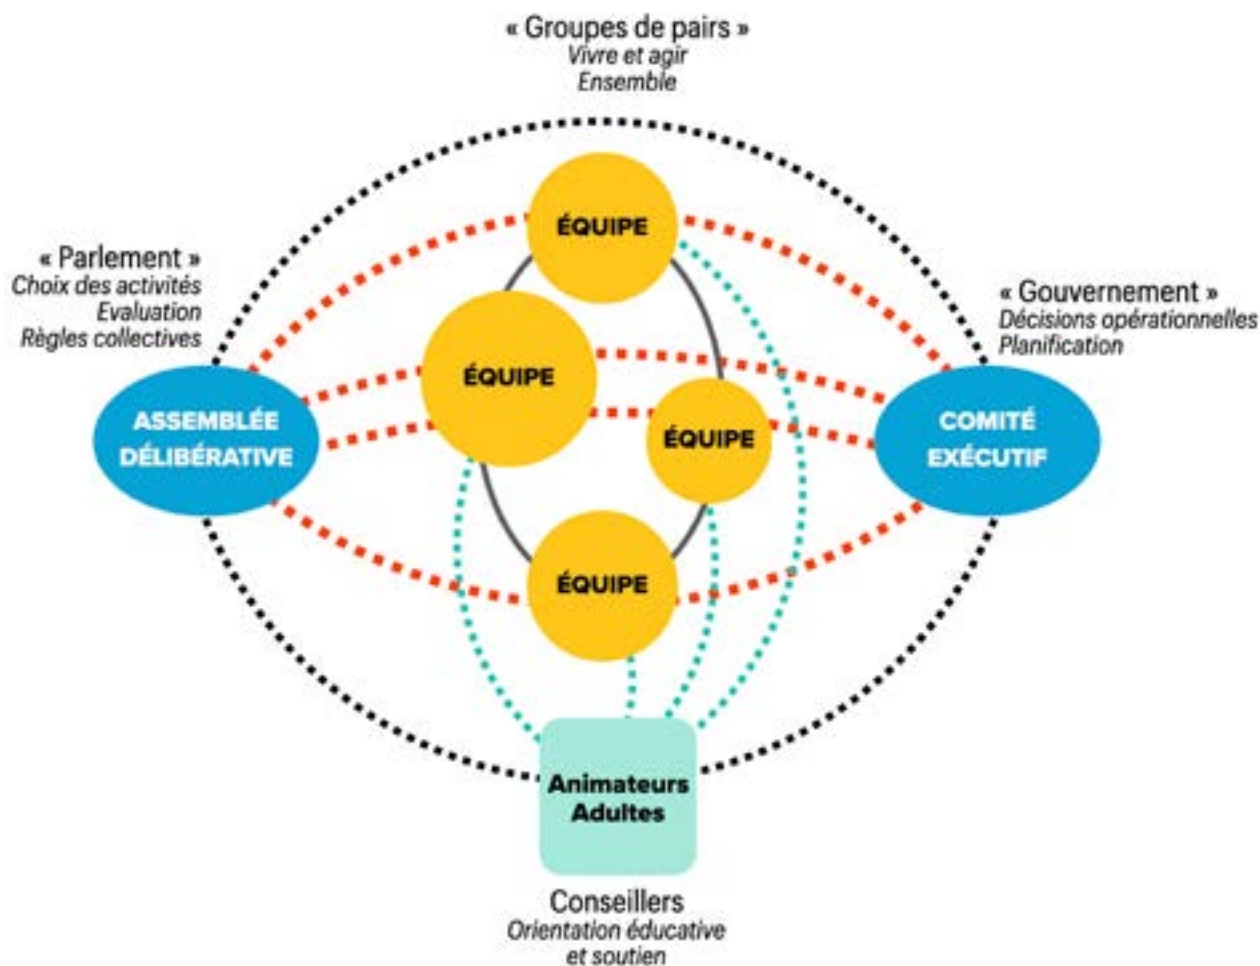 « Groupes de pairs »
Vivre et agir
Ensemble
ÉQUIPE
« Parlement »
Choix des activités
Evaluation
Règles collectives
« Gouvernement »
Décisions opérationnelles
Planification
ÉQUIPE
ASSEMBLÉE
DÉLIBÉRATIVE
ÉQUIPE
COMITÉ
EXÉCUTIF
ÉQUIPE
Animateurs
Adultes
Conseillers
Orientation éducative
et soutien